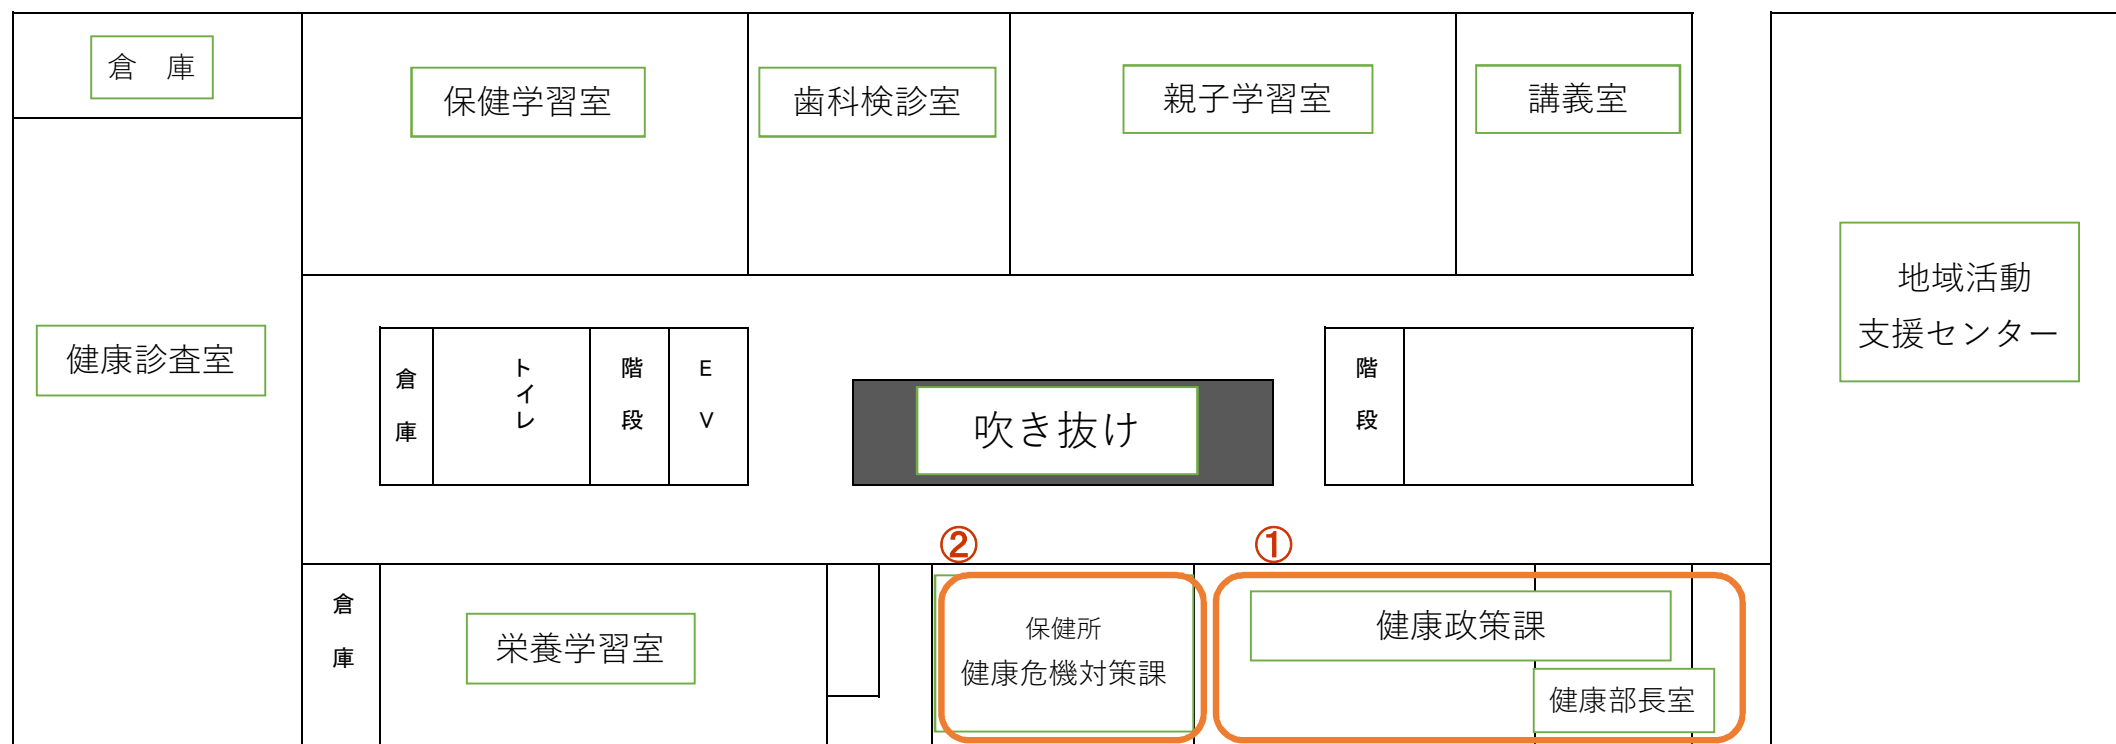 倉　庫
保健学習室
歯科検診室
親子学習室
講義室
地域活動
支援センター
健康診査室
倉庫
トイレ
階段
EV
吹き抜け
階段
②
①
倉庫
栄養学習室
保健所
健康危機対策課
健康政策課
健康部長室